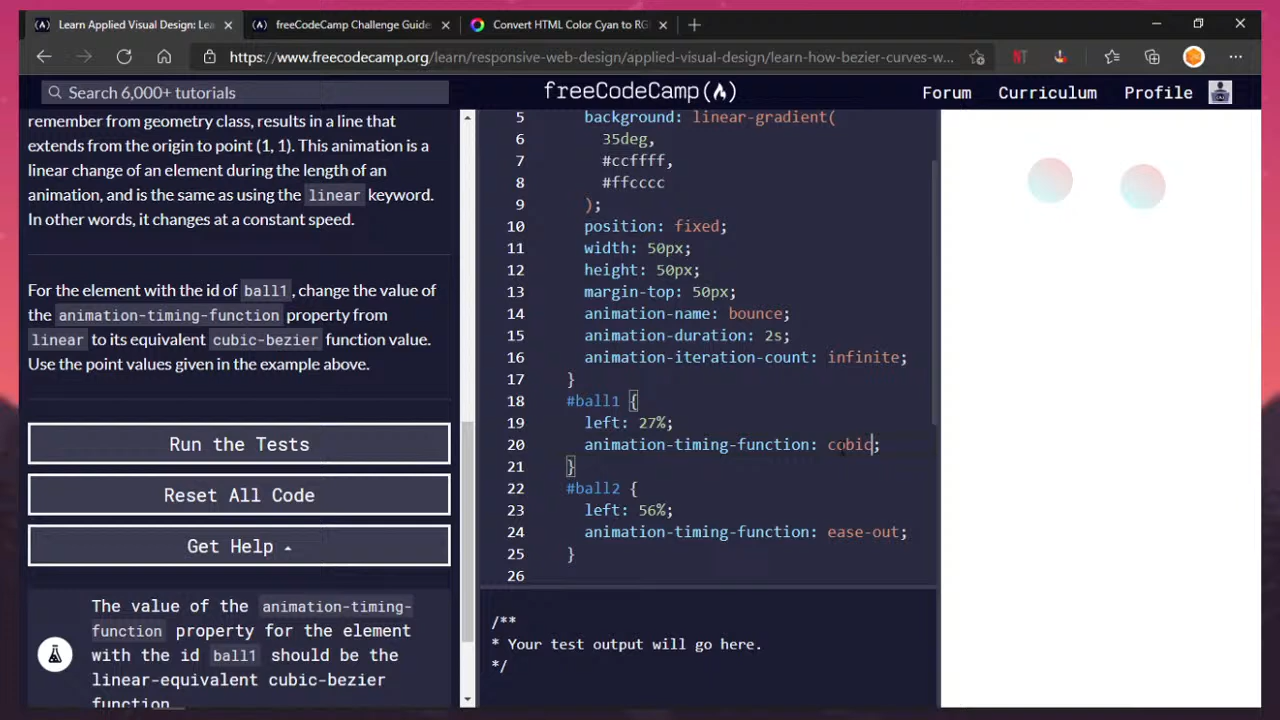 Learn Applied Visual Design: Lea
freeCodeCamp Challenge Guide
Convert HTML Color Cyan to RG
https://www.freecodecamp.org/learn/responsive-web-design/applied-visual-design/learn-how-bezier-curves-w...
Search 6,000+ tutorials
freeCodeCamp
Forum
Curriculum
Profile
remember from geometry class, results in a line that
extends from the origin to point (1, 1). This animation is a
linear change of an element during the length of an
animation, and is the same as using the linear keyword.
In other words, it changes at a constant speed.
For the element with the id of ball1, change the value of
the animation-timing-function property from
linear to its equivalent cubic-bezier function value.
Use the point values given in the example above.
Run the Tests
Reset All Code
Get Help
The value of the animation-timing-
function property for the element
with the id ball1 should be the
linear-equivalent cubic-bezier
function.
5 background: linear-gradient(
6 35deg,
7 #ccffff,
8 #ffcccc
9 );
10 position: fixed;
11 width: 50px;
12 height: 50px;
13 margin-top: 50px;
14 animation-name: bounce;
15 animation-duration: 2s;
16 animation-iteration-count: infinite;
17 }
18 #ball1 {
19 left: 27%;
20 animation-timing-function: cubic;
21 }
22 #ball2 {
23 left: 56%;
24 animation-timing-function: ease-out;
25 }
26
/**
* Your test output will go here.
*/